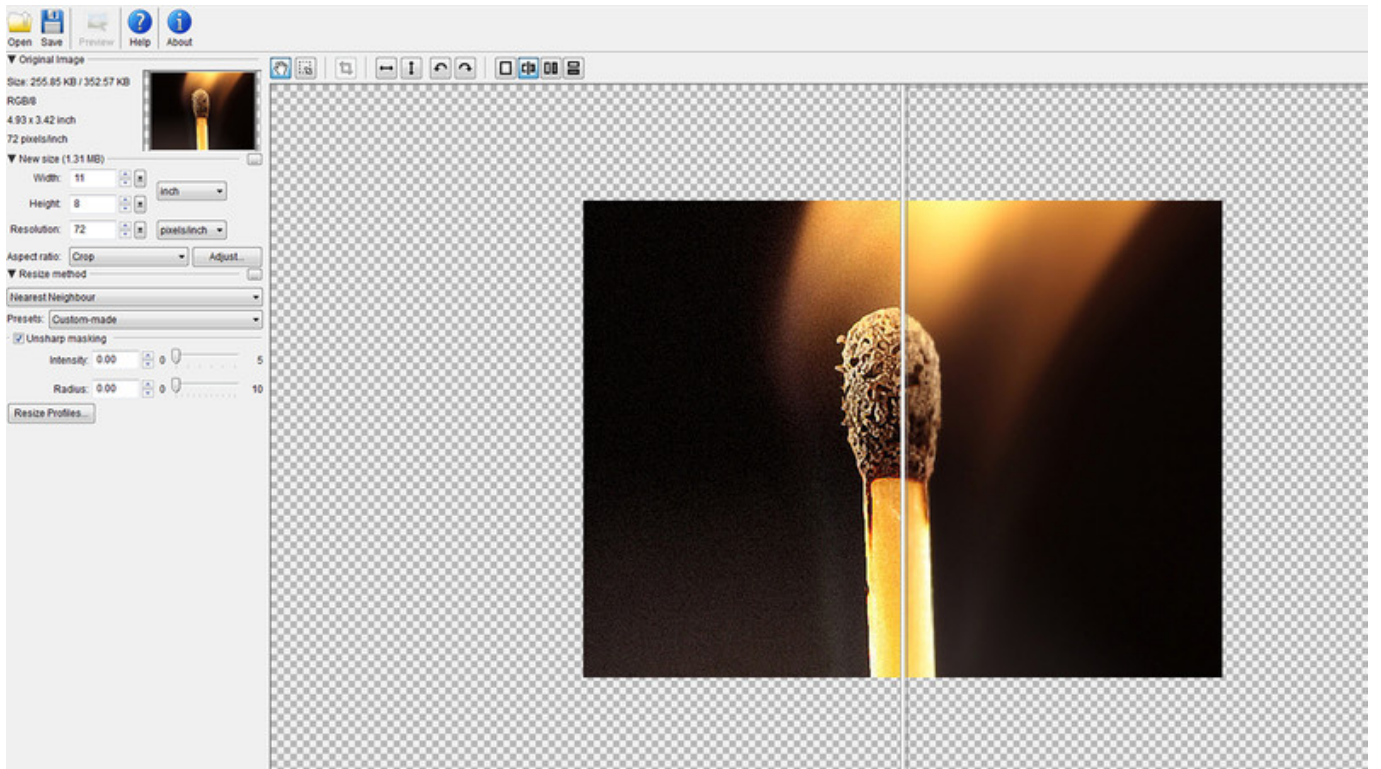 Open Save Preview Help About
Original Image
Size: 255.85 KB / 352.57 KB
RGB/8
4.93 x 3.42 inch
72 pixels/inch
New size (1.31 MB)
...
Width: 11
inch
Height: 8
Resolution: 72 pixels/inch
Aspect ratio: Crop Adjust...
Resize method
...
Nearest Neighbour
Presets: Custom-made
Unsharp masking
Intensity: 0.00 0 5
Radius: 0.00 0 10
Resize Profiles...